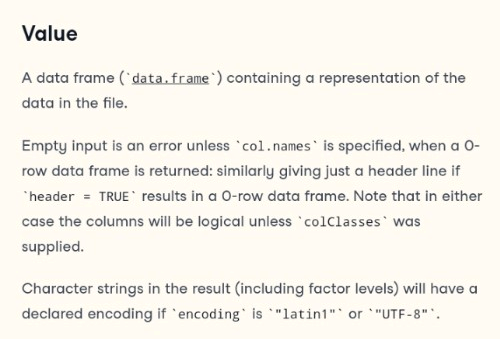 Value
A data frame (`data.frame`) containing a representation of the
data in the file.
Empty input is an error unless `col.names` is specified, when a 0-
row data frame is returned: similarly giving just a header line if
`header = TRUE` results in a 0-row data frame. Note that in either
case the columns will be logical unless `colClasses` was
supplied.
Character strings in the result (including factor levels) will have a
declared encoding if `encoding` is `"latin1"` or `"UTF-8"`.